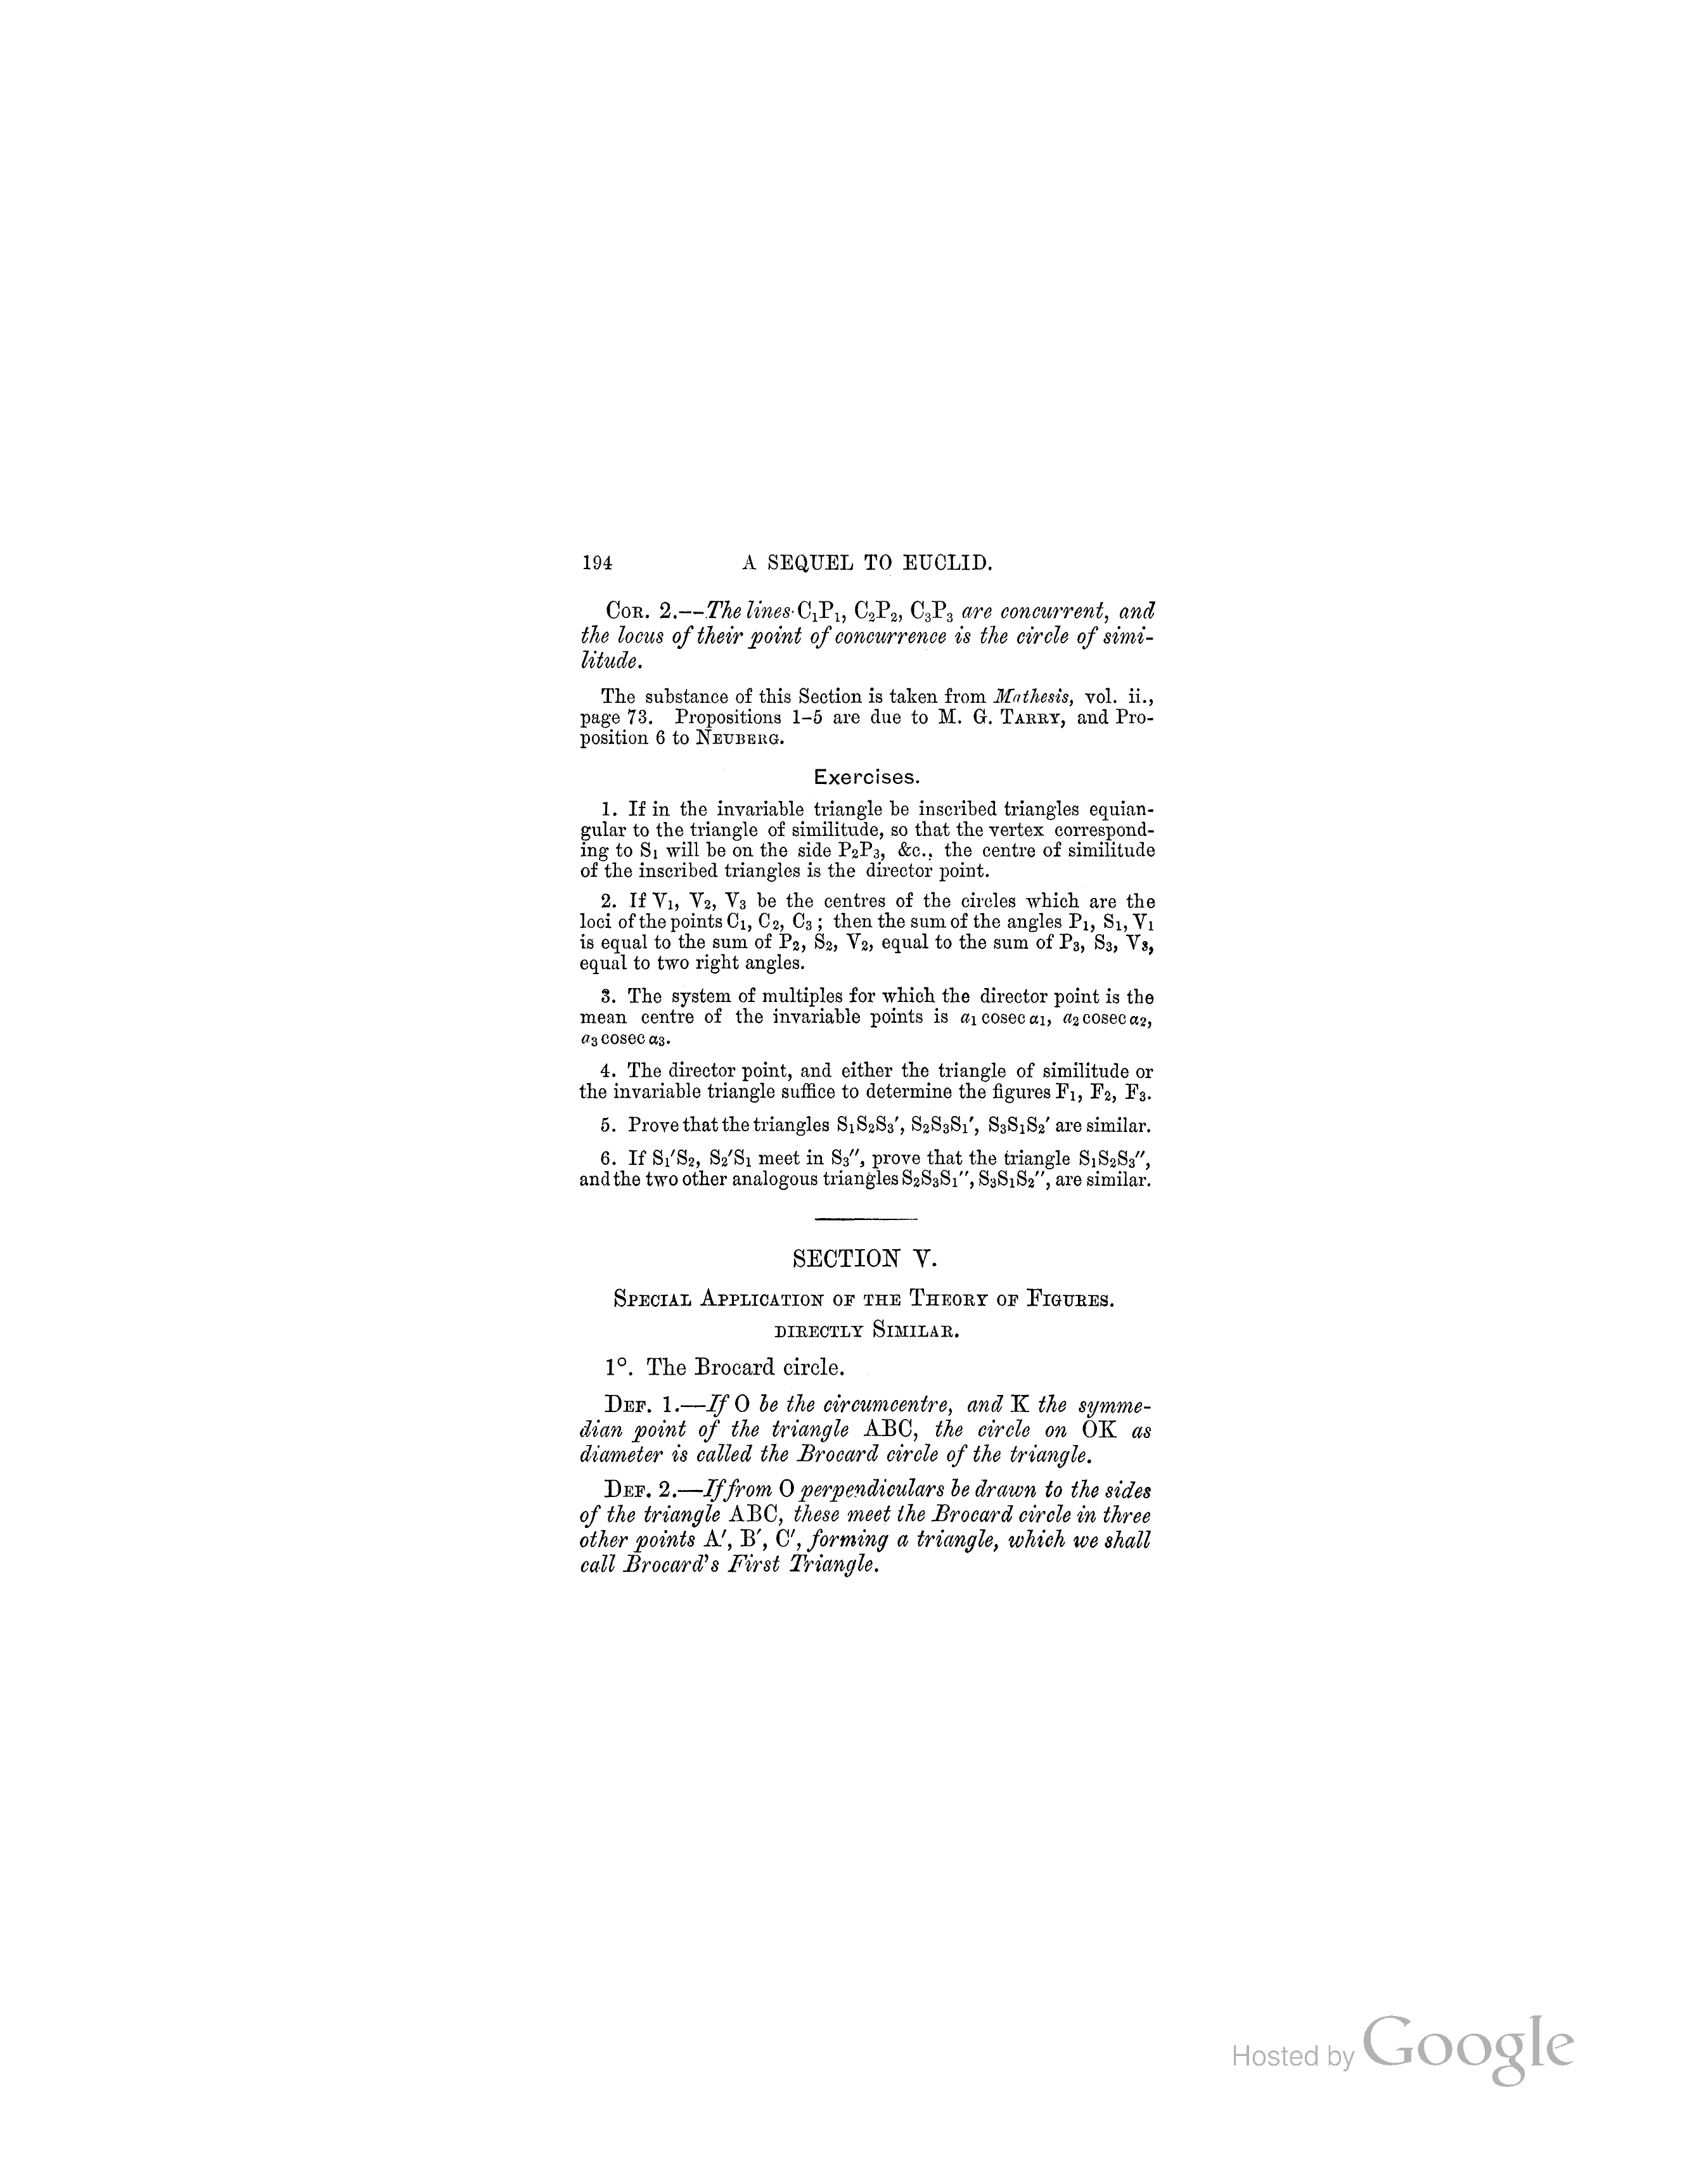 194 A SEQUEL TO EUCLID.
COR. 2.--The lines C₁P₁, C₂P₂, C₃P₃ are concurrent, and
the locus of their point of concurrence is the circle of simi-
litude.
The substance of this Section is taken from Mathesis, vol. ii.,
page 73. Propositions 1–5 are due to M. G. TARRY, and Pro-
position 6 to NEUBERG.
Exercises.
1. If in the invariable triangle be inscribed triangles equian-
gular to the triangle of similitude, so that the vertex correspond-
ing to S₁ will be on the side P₂P₃, &c., the centre of similitude
of the inscribed triangles is the director point.
2. If V₁, V₂, V₃ be the centres of the circles which are the
loci of the points C₁, C₂, C₃; then the sum of the angles P₁, S₁, V₁
is equal to the sum of P₂, S₂, V₂, equal to the sum of P₃, S₃, V₃,
equal to two right angles.
3. The system of multiples for which the director point is the
mean centre of the invariable points is a₁ cosec α₁, a₂ cosec α₂,
a₃ cosec α₃.
4. The director point, and either the triangle of similitude or
the invariable triangle suffice to determine the figures F₁, F₂, F₃.
5. Prove that the triangles S₁S₂S₃′, S₂S₃S₁′, S₃S₁S₂′ are similar.
6. If S₁′S₂, S₂′S₁ meet in S₃″, prove that the triangle S₁S₂S₃″,
and the two other analogous triangles S₂S₃S₁″, S₃S₁S₂″, are similar.
SECTION V.
SPECIAL APPLICATION OF THE THEORY OF FIGURES.
DIRECTLY SIMILAR.
1°. The Brocard circle.
DEF. 1.—If O be the circumcentre, and K the symme-
dian point of the triangle ABC, the circle on OK as
diameter is called the Brocard circle of the triangle.
DEF. 2.—If from O perpendiculars be drawn to the sides
of the triangle ABC, these meet the Brocard circle in three
other points A′, B′, C′, forming a triangle, which we shall
call Brocard's First Triangle.
Hosted by Google